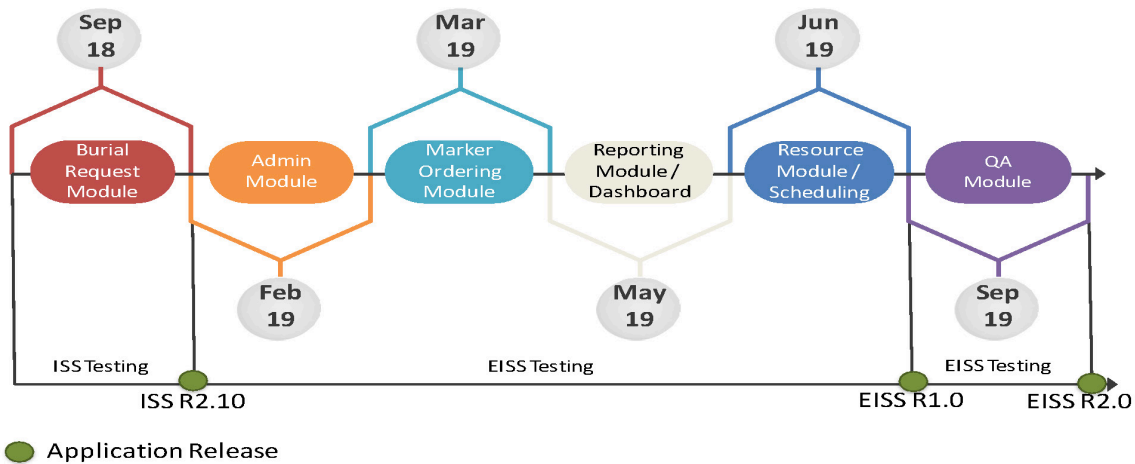 Sep
18
Mar
19
Jun
19
Burial
Request
Module
Admin
Module
Marker
Ordering
Module
Reporting
Module /
Dashboard
Resource
Module /
Scheduling
QA
Module
Feb
19
May
19
Sep
19
ISS Testing
EISS Testing
EISS Testing
ISS R2.10
EISS R1.0
EISS R2.0
Application Release